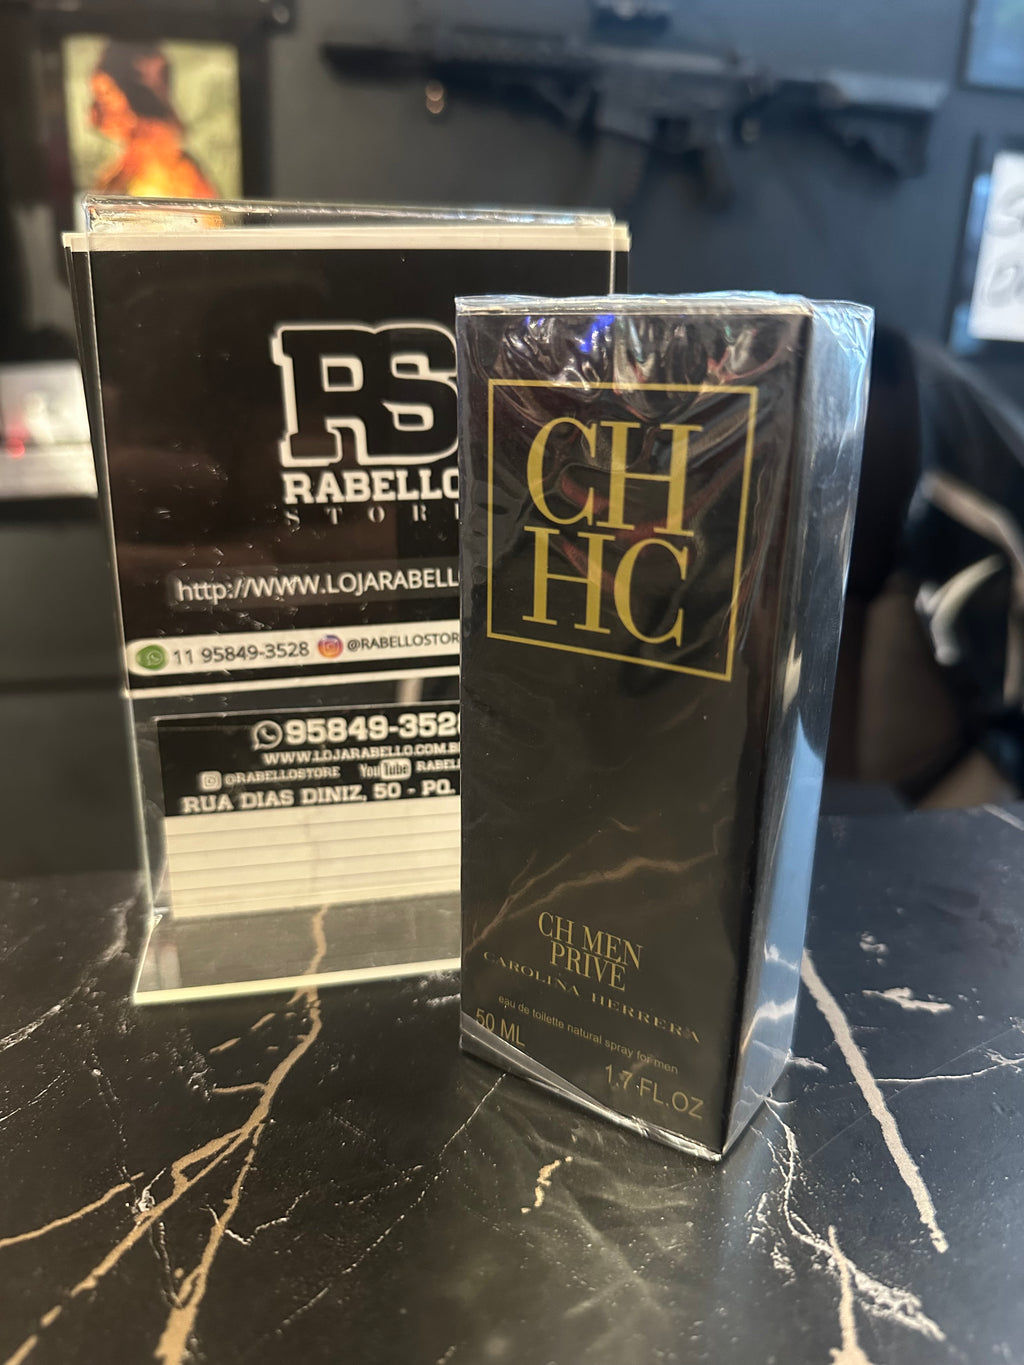 RS
RABELLO
STOR
http://WWW.LOJARABELL
11 95849-3528 @RABELLOSTOR
95849-3528
WWW.LOJARABELLO.COM.B
@RABELLOSTORE YouTube RABEL
RUA DIAS DINIZ, 50 - PQ.
CH
HC
CH MEN
PRIVE
CAROLINA HERRERA
eau de toilette natural spray for men
50 ML
1.7 FL.OZ